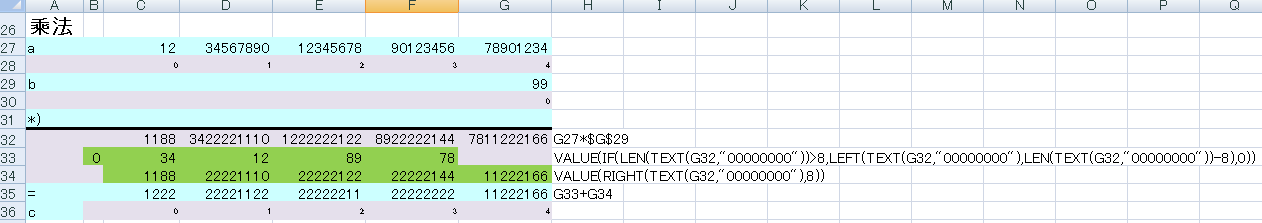 A B C D E F G H I J K L M N O P Q
26 乗法
27 a 12 34567890 12345678 90123456 78901234
28 0 1 2 3 4
29 b 99
30 0
31 *)
32 1188 3422221110 1222222122 8922222144 7811222166 G27*$G$29
33 0 34 12 89 78 VALUE(IF(LEN(TEXT(G32,"00000000"))>8,LEFT(TEXT(G32,"00000000"),LEN(TEXT(G32,"00000000"))-8),0))
34 1188 22221110 22222122 22222144 11222166 VALUE(RIGHT(TEXT(G32,"00000000"),8))
35 = 1222 22221122 22222211 22222222 11222166 G33+G34
36 c 0 1 2 3 4